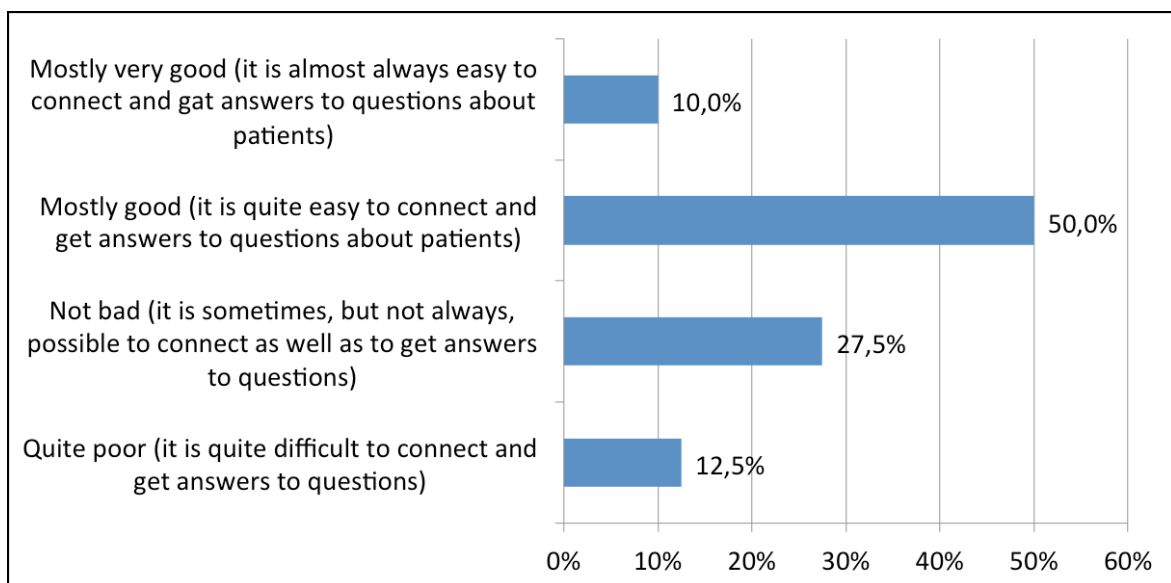 Mostly very good (it is almost always easy to
connect and gat answers to questions about
patients)
10,0%
Mostly good (it is quite easy to connect and
get answers to questions about patients)
50,0%
Not bad (it is sometimes, but not always,
possible to connect as well as to get answers
to questions)
27,5%
Quite poor (it is quite difficult to connect and
get answers to questions)
12,5%
0% 10% 20% 30% 40% 50% 60%